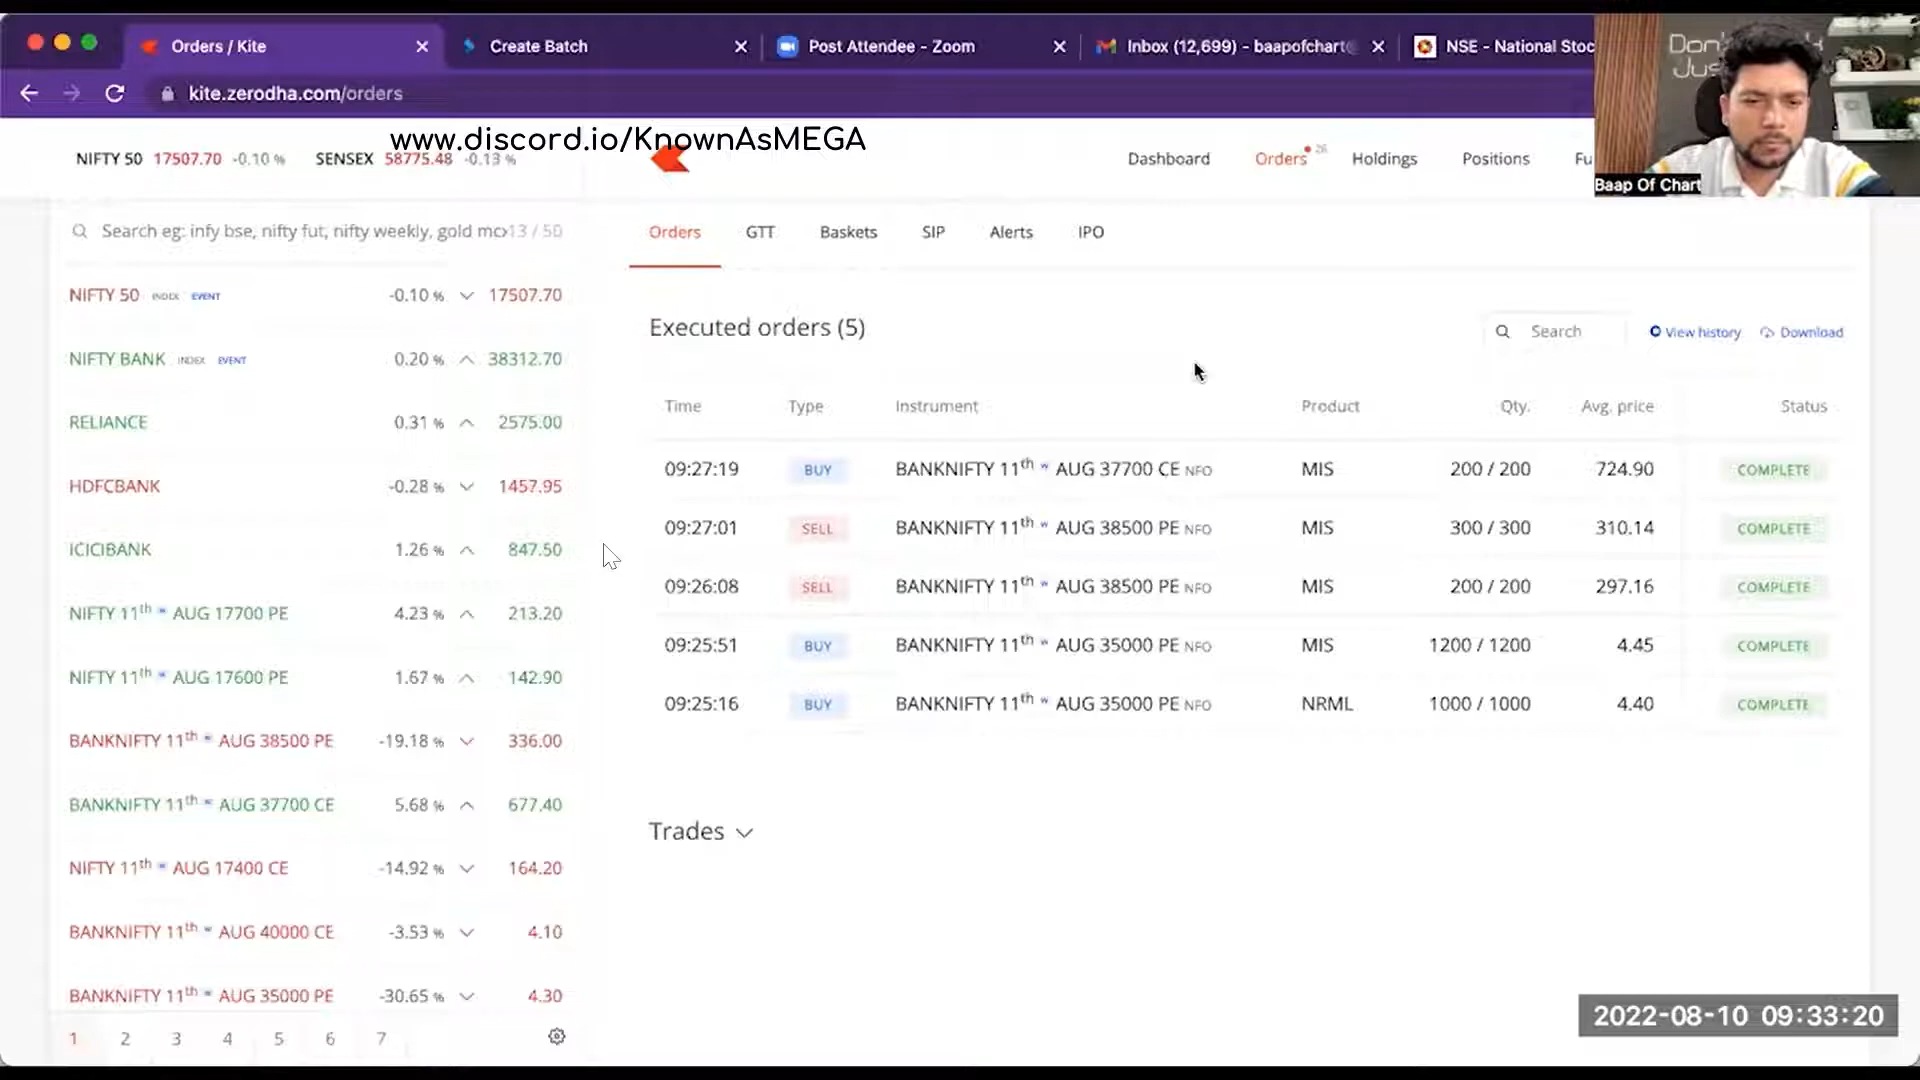 Orders / Kite
Create Batch
Post Attendee - Zoom
Inbox (12,699) - baapofchart
NSE - National Stoc
kite.zerodha.com/orders
www.discord.io/KnownAsMEGA
NIFTY 50 17507.70 -0.10 % SENSEX 58775.48 -0.13 %
Dashboard Orders 26 Holdings Positions Fu
Baap Of Chart
Search eg: infy bse, nifty fut, nifty weekly, gold mcx 13 / 50
Orders GTT Baskets SIP Alerts IPO
NIFTY 50 INDEX EVENT -0.10 % 17507.70
NIFTY BANK INDEX EVENT 0.20 % 38312.70
RELIANCE 0.31 % 2575.00
HDFCBANK -0.28 % 1457.95
ICICIBANK 1.26 % 847.50
NIFTY 11th w AUG 17700 PE 4.23 % 213.20
NIFTY 11th w AUG 17600 PE 1.67 % 142.90
BANKNIFTY 11th w AUG 38500 PE -19.18 % 336.00
BANKNIFTY 11th w AUG 37700 CE 5.68 % 677.40
NIFTY 11th w AUG 17400 CE -14.92 % 164.20
BANKNIFTY 11th w AUG 40000 CE -3.53 % 4.10
BANKNIFTY 11th w AUG 35000 PE -30.65 % 4.30
1 2 3 4 5 6 7
Executed orders (5)
Search View history Download
Time Type Instrument Product Qty. Avg. price Status
09:27:19 BUY BANKNIFTY 11th w AUG 37700 CE NFO MIS 200 / 200 724.90 COMPLETE
09:27:01 SELL BANKNIFTY 11th w AUG 38500 PE NFO MIS 300 / 300 310.14 COMPLETE
09:26:08 SELL BANKNIFTY 11th w AUG 38500 PE NFO MIS 200 / 200 297.16 COMPLETE
09:25:51 BUY BANKNIFTY 11th w AUG 35000 PE NFO MIS 1200 / 1200 4.45 COMPLETE
09:25:16 BUY BANKNIFTY 11th w AUG 35000 PE NFO NRML 1000 / 1000 4.40 COMPLETE
Trades
2022-08-10 09:33:20